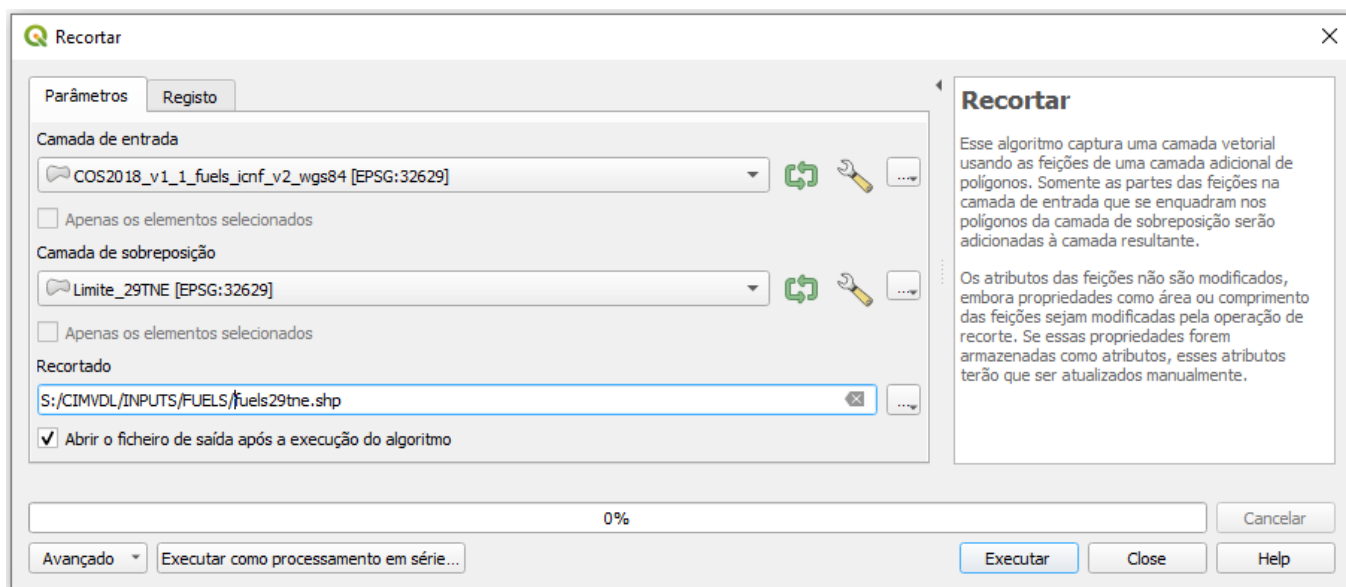 Recortar
Parâmetros
Registo
Camada de entrada
COS2018_v1_1_fuels_icnf_v2_wgs84 [EPSG:32629]
...
Apenas os elementos selecionados
Camada de sobreposição
Limite_29TNE [EPSG:32629]
...
Apenas os elementos selecionados
Recortado
S:/CIMVDL/INPUTS/FUELS/fuels29tne.shp
...
Abrir o ficheiro de saída após a execução do algoritmo
Recortar
Esse algoritmo captura uma camada vetorial
usando as feições de uma camada adicional de
polígonos. Somente as partes das feições na
camada de entrada que se enquadram nos
polígonos da camada de sobreposição serão
adicionadas à camada resultante.
Os atributos das feições não são modificados,
embora propriedades como área ou comprimento
das feições sejam modificadas pela operação de
recorte. Se essas propriedades forem
armazenadas como atributos, esses atributos
terão que ser atualizados manualmente.
0%
Cancelar
Avançado
Executar como processamento em série...
Executar
Close
Help